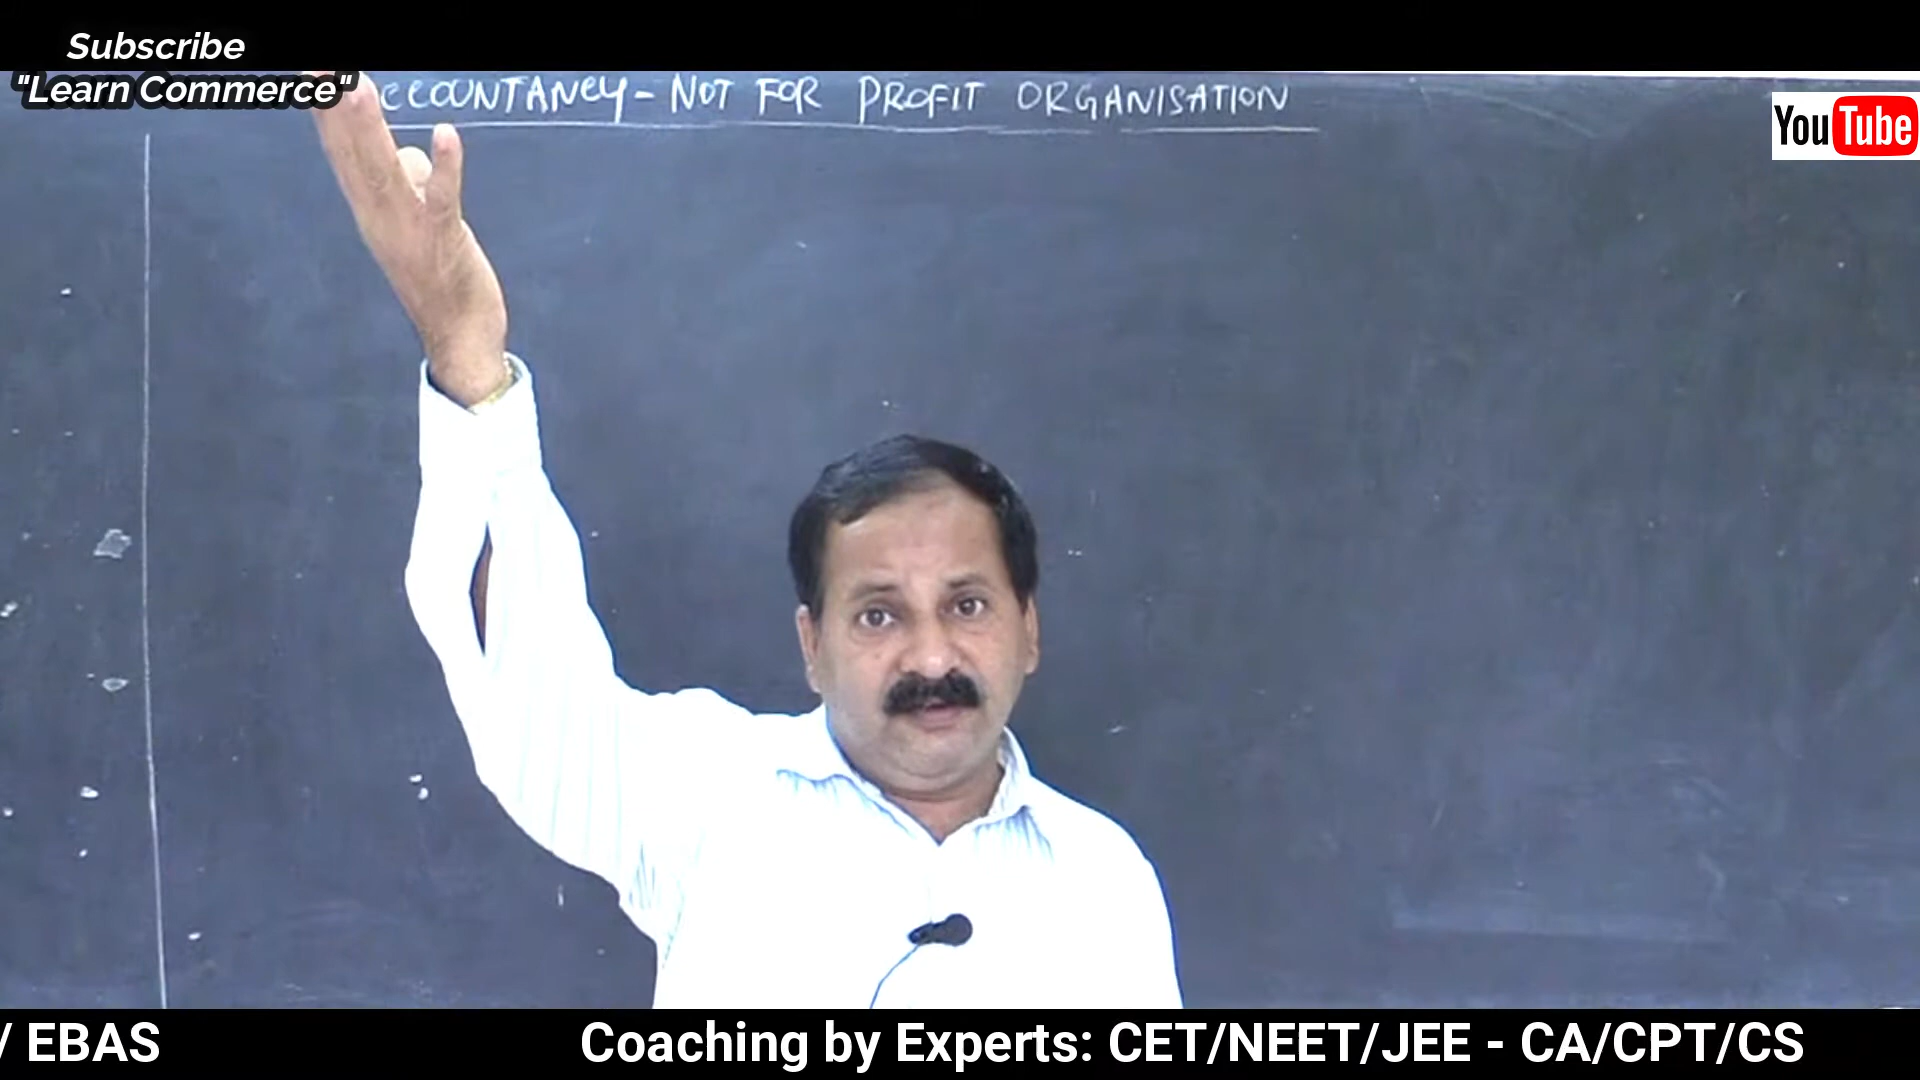 Subscribe
"Learn Commerce"
CCOUNTANCY - NOT FOR PROFIT ORGANISATION
YouTube
/ EBAS Coaching by Experts: CET/NEET/JEE - CA/CPT/CS